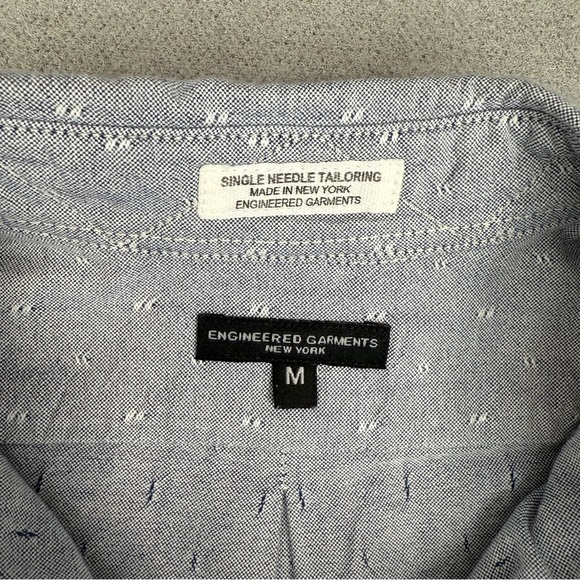 SINGLE NEEDLE TAILORING
MADE IN NEW YORK
ENGINEERED GARMENTS
ENGINEERED GARMENTS
NEW YORK
M